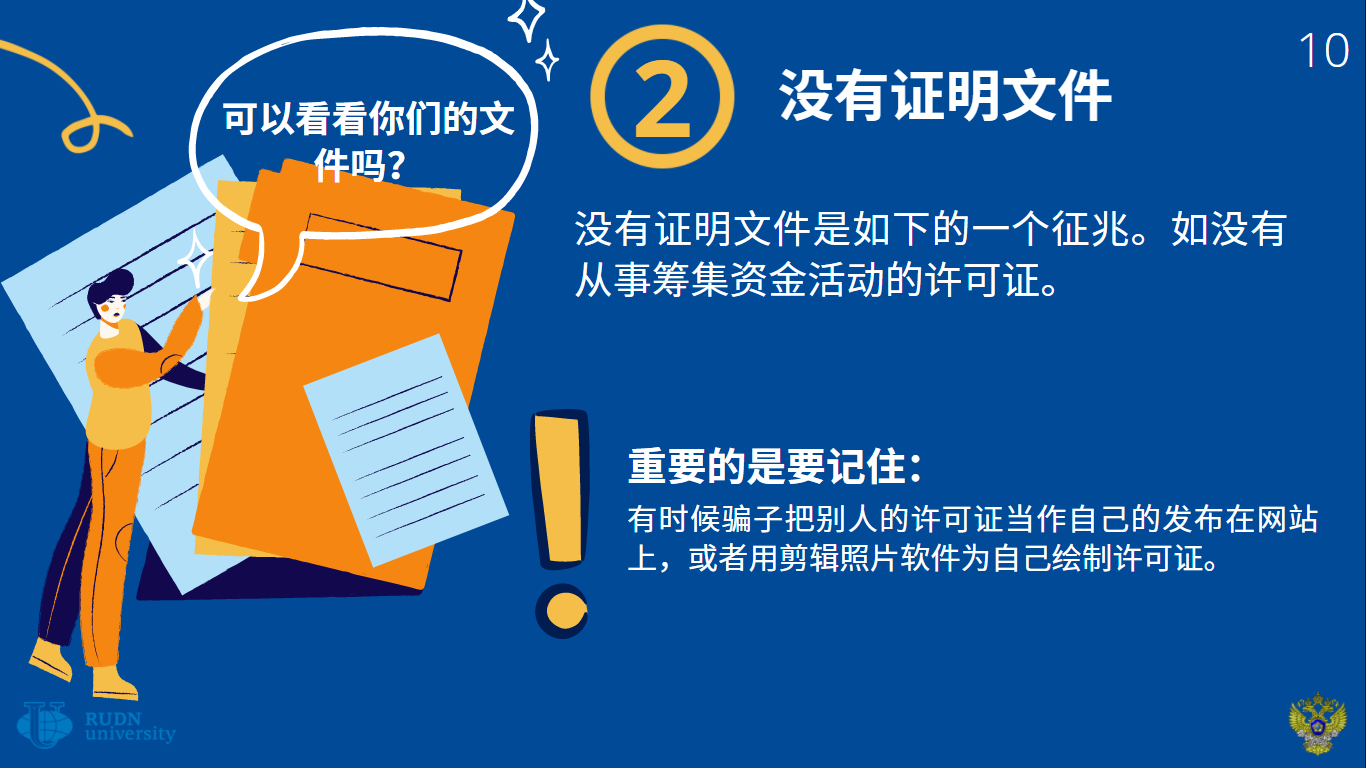 10
2
没有证明文件
可以看看你们的文
件吗？
没有证明文件是如下的一个征兆。如没有
从事筹集资金活动的许可证。
重要的是要记住：
有时候骗子把别人的许可证当作自己的发布在网站
上，或者用剪辑照片软件为自己绘制许可证。
RUDN
university